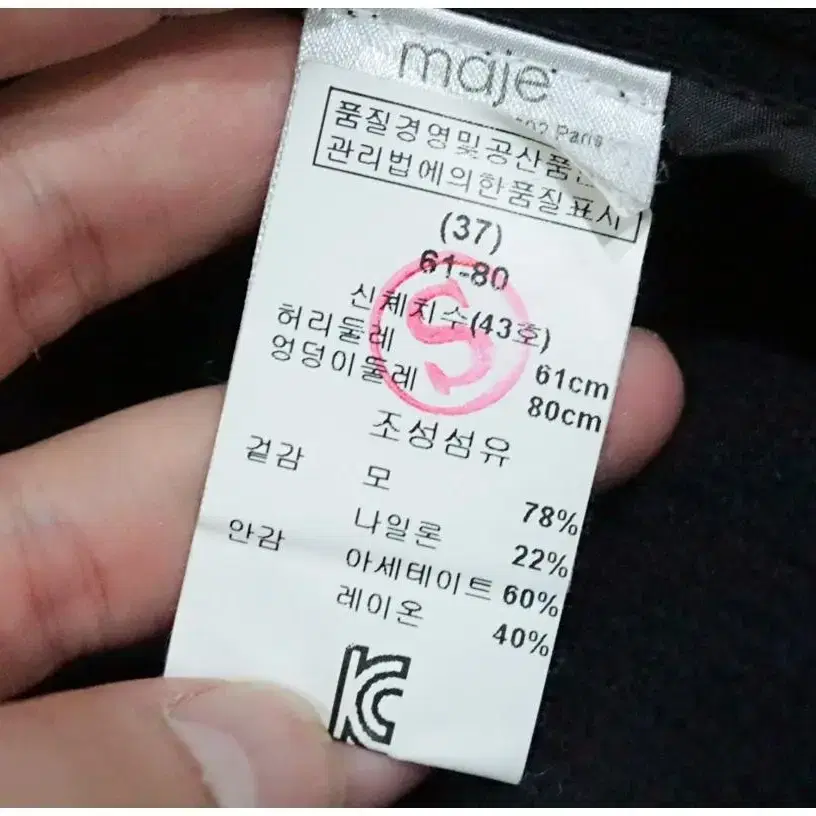 maje
Paris
품질경영및공산품
관리법에의한품질표시
(37)
61-80
S
신체치수(43호)
허리둘레 61cm
엉덩이둘레 80cm
조성섬유
겉감 모 78%
나일론 22%
안감 아세테이트 60%
레이온 40%
KC